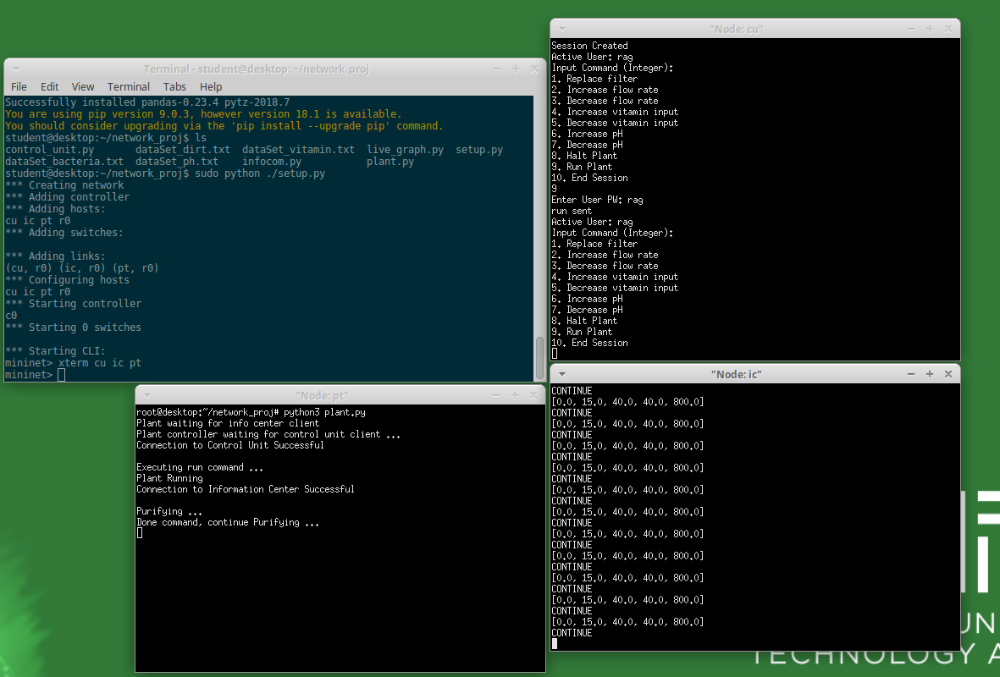 Terminal - student@desktop: ~/network_proj
File Edit View Terminal Tabs Help
Successfully installed pandas-0.23.4 pytz-2018.7
You are using pip version 9.0.3, however version 18.1 is available.
You should consider upgrading via the 'pip install --upgrade pip' command.
student@desktop:~/network_proj$ ls
control_unit.py dataSet_dirt.txt dataSet_vitamin.txt live_graph.py setup.py
dataSet_bacteria.txt dataSet_ph.txt infocom.py plant.py
student@desktop:~/network_proj$ sudo python ./setup.py
*** Creating network
*** Adding controller
*** Adding hosts:
cu ic pt r0
*** Adding switches:
*** Adding links:
(cu, r0) (ic, r0) (pt, r0)
*** Configuring hosts
cu ic pt r0
*** Starting controller
c0
*** Starting 0 switches
*** Starting CLI:
mininet> xterm cu ic pt
mininet>
"Node: cu"
Session Created
Active User: rag
Input Command (Integer):
1. Replace filter
2. Increase flow rate
3. Decrease flow rate
4. Increase vitamin input
5. Decrease vitamin input
6. Increase pH
7. Decrease pH
8. Halt Plant
9. Run Plant
10. End Session
9
Enter User PW: rag
run sent
Active User: rag
Input Command (Integer):
1. Replace filter
2. Increase flow rate
3. Decrease flow rate
4. Increase vitamin input
5. Decrease vitamin input
6. Increase pH
7. Decrease pH
8. Halt Plant
9. Run Plant
10. End Session
"Node: pt"
root@desktop:~/network_proj# python3 plant.py
Plant waiting for info center client
Plant controller waiting for control unit client ...
Connection to Control Unit Successful
Executing run command ...
Plant Running
Connection to Information Center Successful
Purifying ...
Done command, continue Purifying ...
"Node: ic"
CONTINUE
[0.0, 15.0, 40.0, 40.0, 800.0]
CONTINUE
[0.0, 15.0, 40.0, 40.0, 800.0]
CONTINUE
[0.0, 15.0, 40.0, 40.0, 800.0]
CONTINUE
[0.0, 15.0, 40.0, 40.0, 800.0]
CONTINUE
[0.0, 15.0, 40.0, 40.0, 800.0]
CONTINUE
[0.0, 15.0, 40.0, 40.0, 800.0]
CONTINUE
[0.0, 15.0, 40.0, 40.0, 800.0]
CONTINUE
[0.0, 15.0, 40.0, 40.0, 800.0]
CONTINUE
[0.0, 15.0, 40.0, 40.0, 800.0]
CONTINUE
[0.0, 15.0, 40.0, 40.0, 800.0]
CONTINUE
[0.0, 15.0, 40.0, 40.0, 800.0]
CONTINUE
UN
TECHNOLOGY A